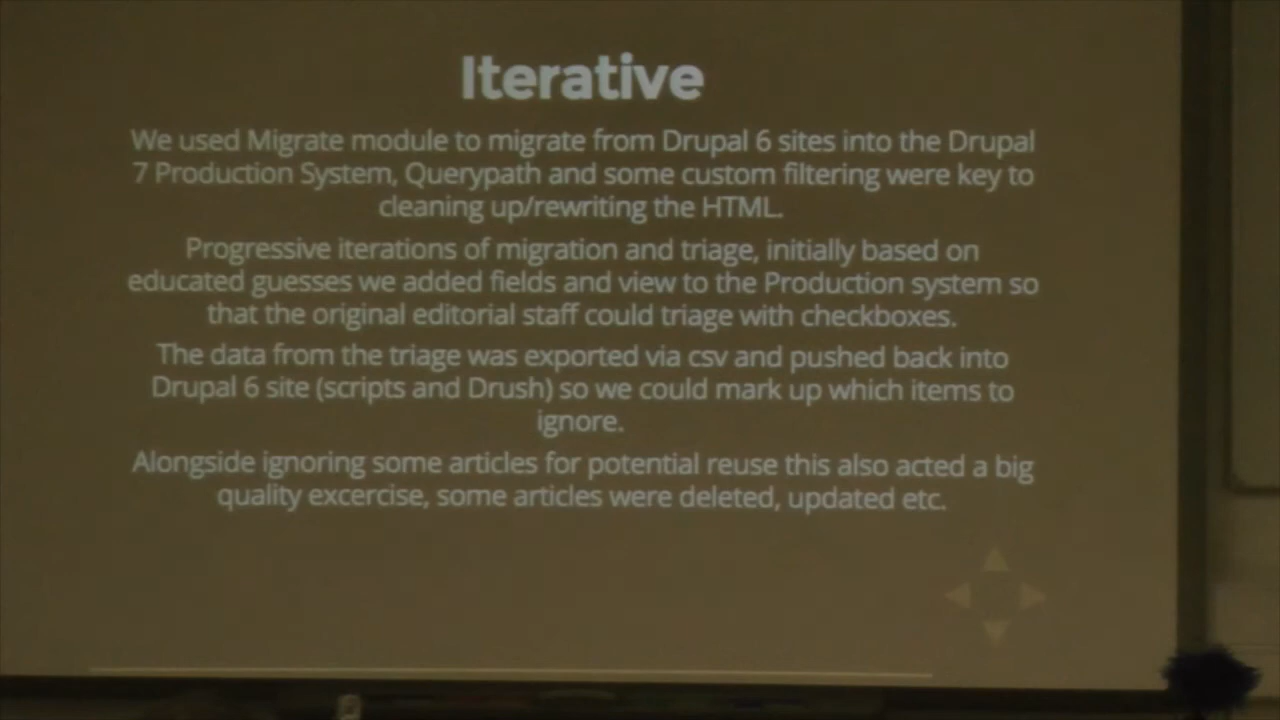 Iterative
We used Migrate module to migrate from Drupal 6 sites into the Drupal
7 Production System, Querypath and some custom filtering were key to
cleaning up/rewriting the HTML.
Progressive iterations of migration and triage, initially based on
educated guesses we added fields and view to the Production system so
that the original editorial staff could triage with checkboxes.
The data from the triage was exported via csv and pushed back into
Drupal 6 site (scripts and Drush) so we could mark up which items to
ignore.
Alongside ignoring some articles for potential reuse this also acted a big
quality excercise, some articles were deleted, updated etc.